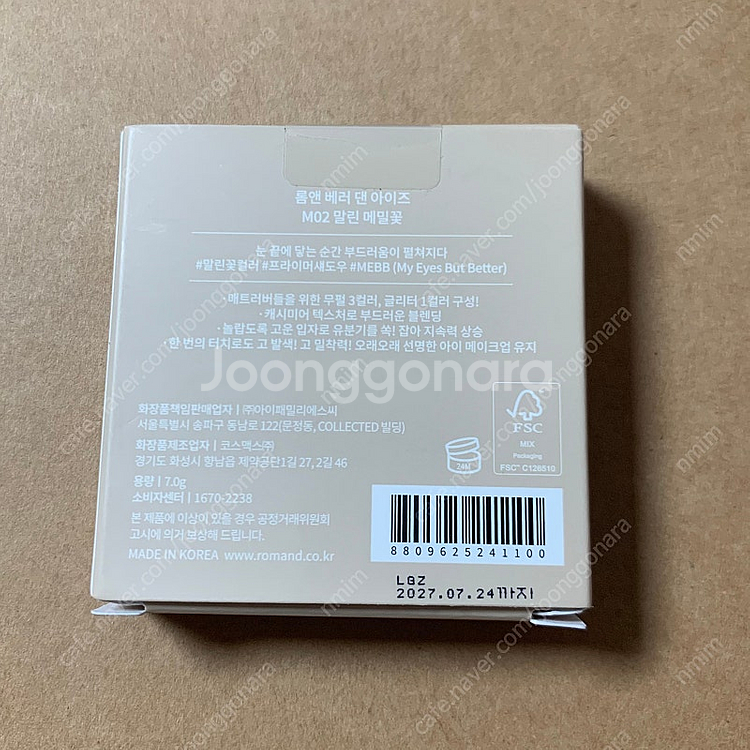 롬앤 베러 댄 아이즈
M02 말린 메밀꽃
눈 끝에 닿는 순간 부드러움이 펼쳐지다
#말린꽃컬러 #프라이머섀도우 #MEBB (My Eyes But Better)
· 매트러버들을 위한 무펄 3컬러, 글리터 1컬러 구성!
· 캐시미어 텍스처로 부드러운 블렌딩
· 놀랍도록 고운 입자로 유분기를 쏙! 잡아 지속력 상승
· 한 번의 터치로도 고 발색! 고 밀착력! 오래오래 선명한 아이 메이크업 유지
Joonggonara
화장품책임판매업자 | ㈜아이패밀리에스씨
서울특별시 송파구 동남로 122(문정동, COLLECTED 빌딩)
화장품제조업자 | 코스맥스㈜
경기도 화성시 향남읍 제약공단1길 27, 2길 46
용량 | 7.0g
소비자센터 | 1670-2238
본 제품에 이상이 있을 경우 공정거래위원회
고시에 의거 보상해 드립니다.
MADE IN KOREA www.romand.co.kr
24M
FSC
MIX
Packaging
FSC™ C128610
8809625241100
LGZ
2027.07.24까지
cafe.naver.com/joonggonara
nmim